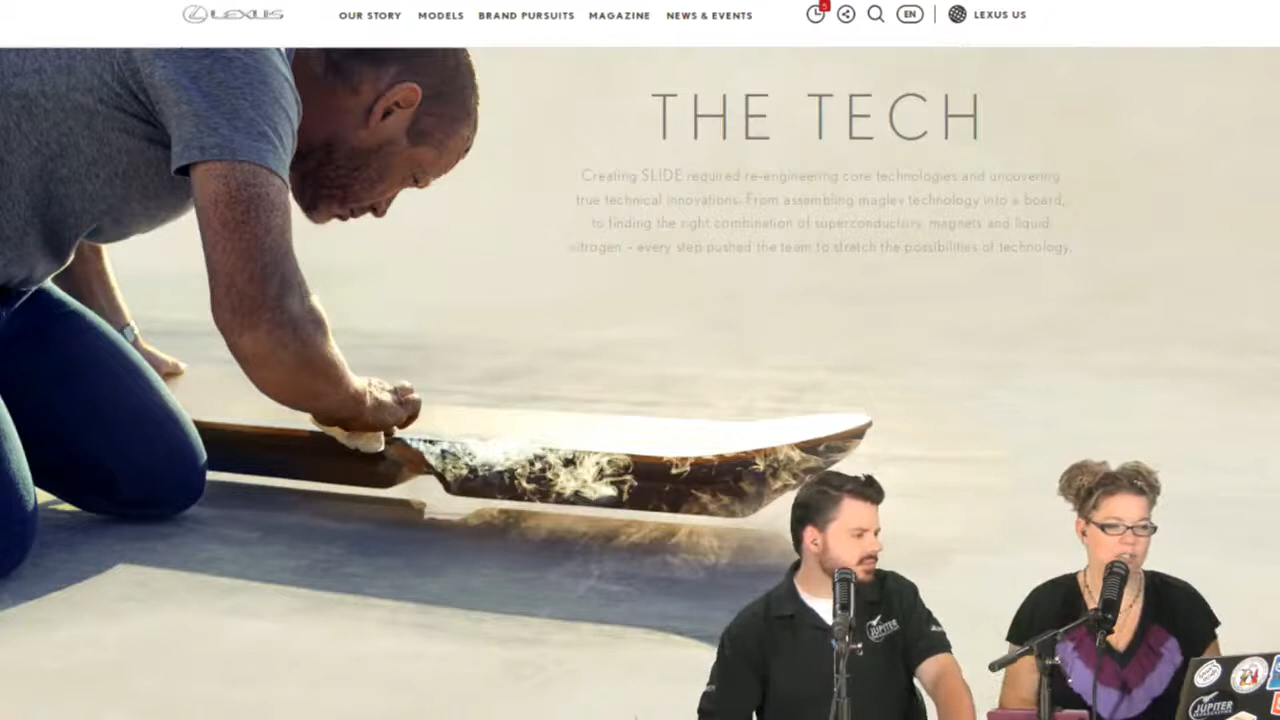 LEXUS
OUR STORY MODELS BRAND PURSUITS MAGAZINE NEWS & EVENTS
5
EN
LEXUS US
THE TECH
Creating SLIDE required re-engineering core technologies and uncovering
true technical innovations. From assembling maglev technology into a board,
to finding the right combination of superconductors, magnets and liquid
nitrogen – every step pushed the team to stretch the possibilities of technology.
JUPITER
JUPITER